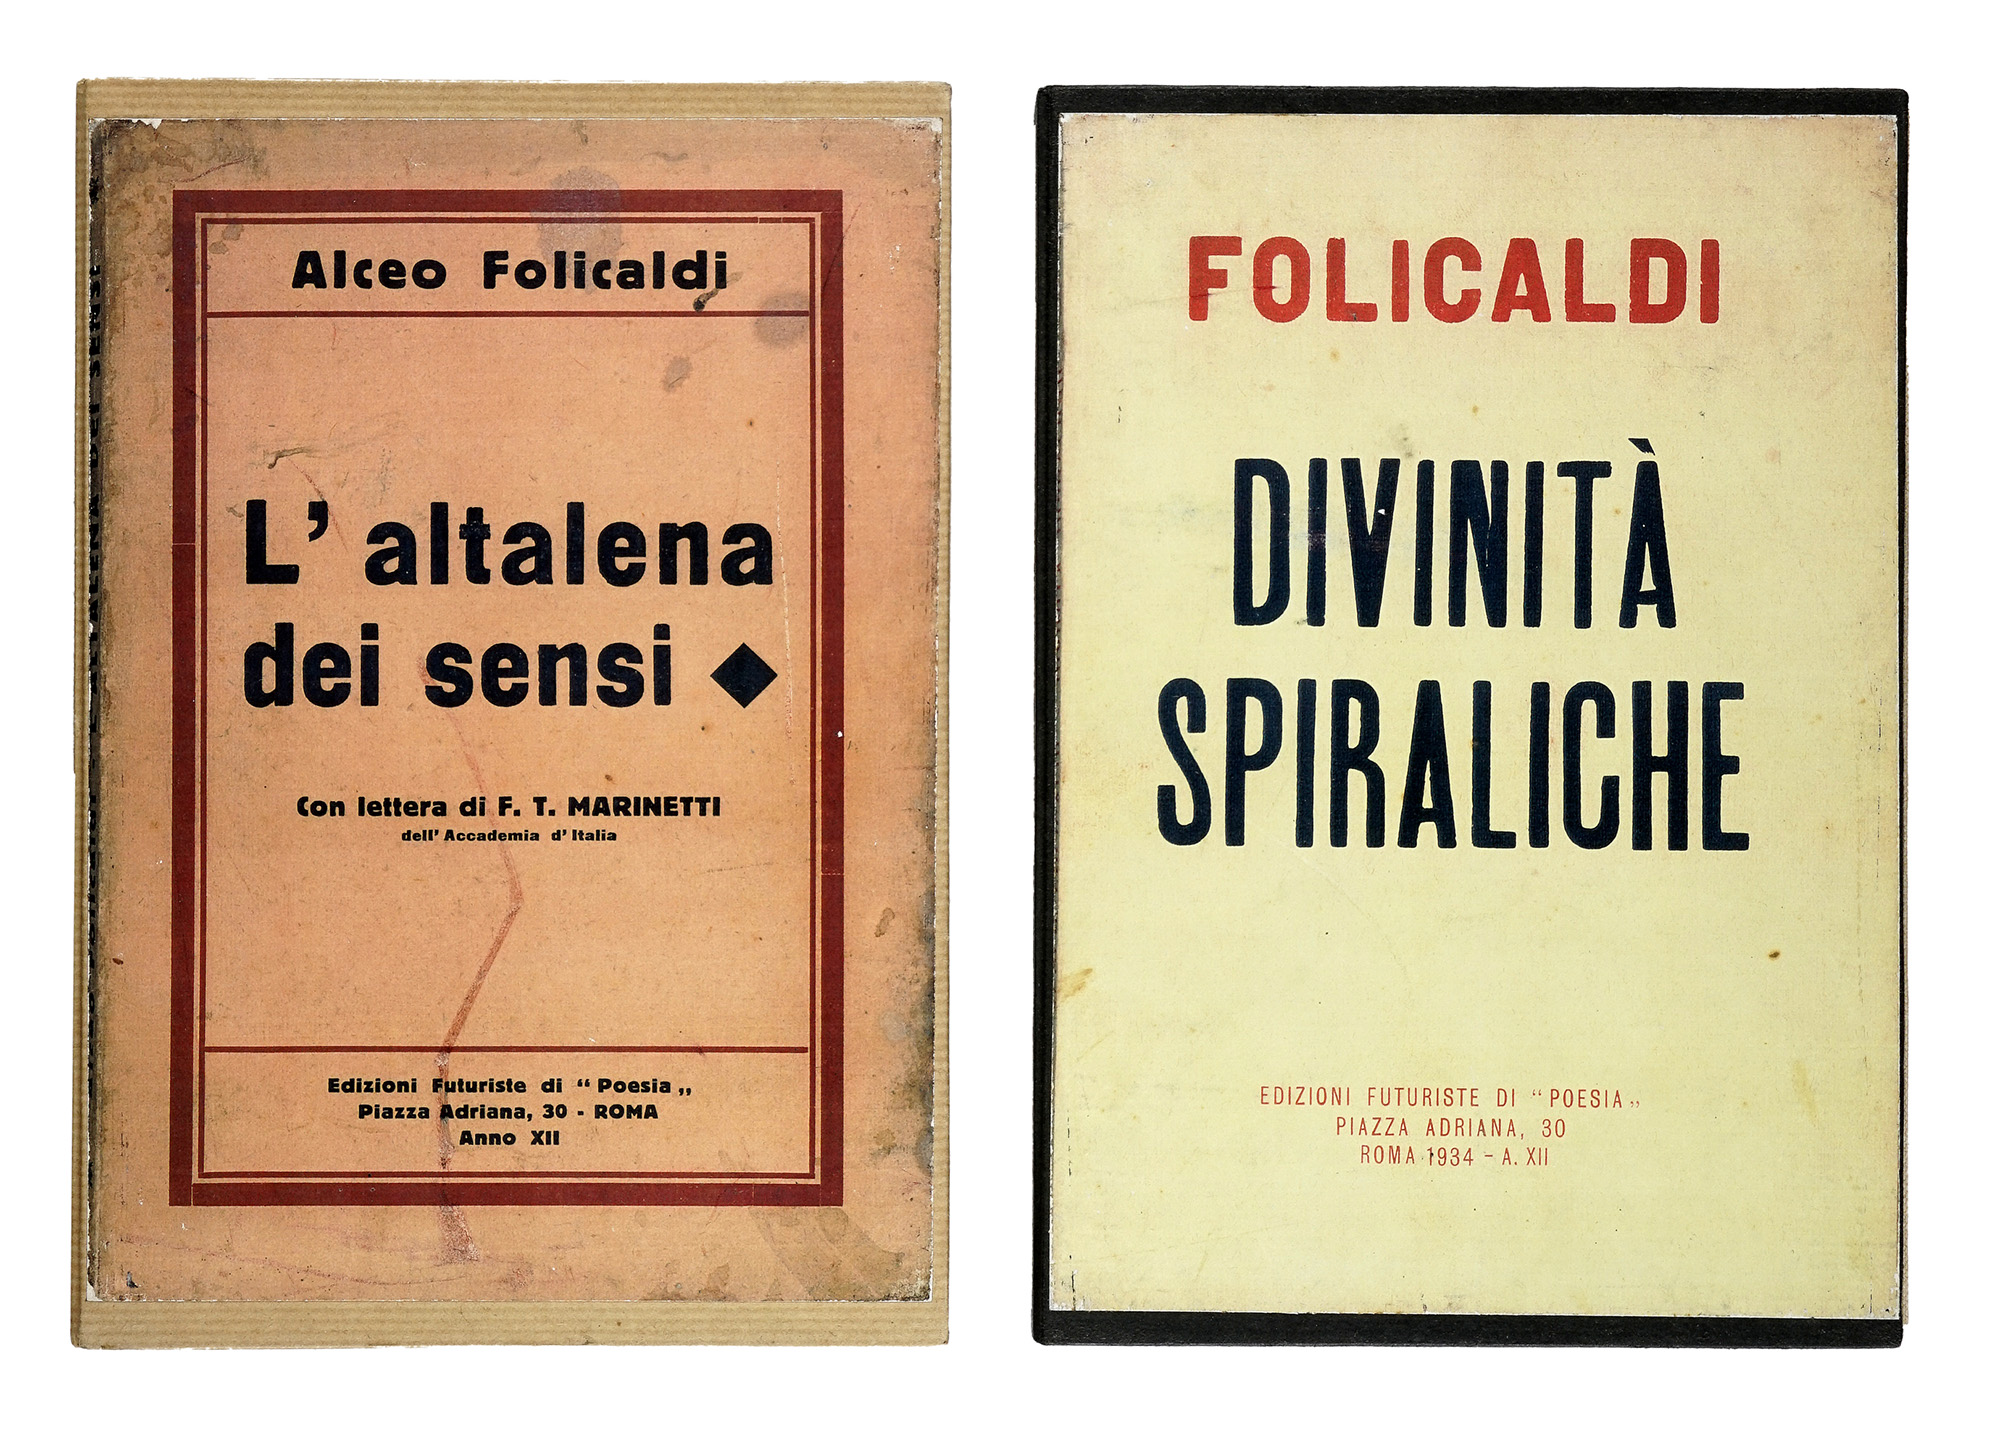 Alceo Folicaldi
L' altalena
dei sensi
Con lettera di F. T. MARINETTI
dell' Accademia d' Italia
Edizioni Futuriste di “ Poesia „
Piazza Adriana, 30 - ROMA
Anno XII
FOLICALDI
DIVINITÀ
SPIRALICHE
EDIZIONI FUTURISTE DI “ POESIA „
PIAZZA ADRIANA, 30
ROMA 1934 - A. XII